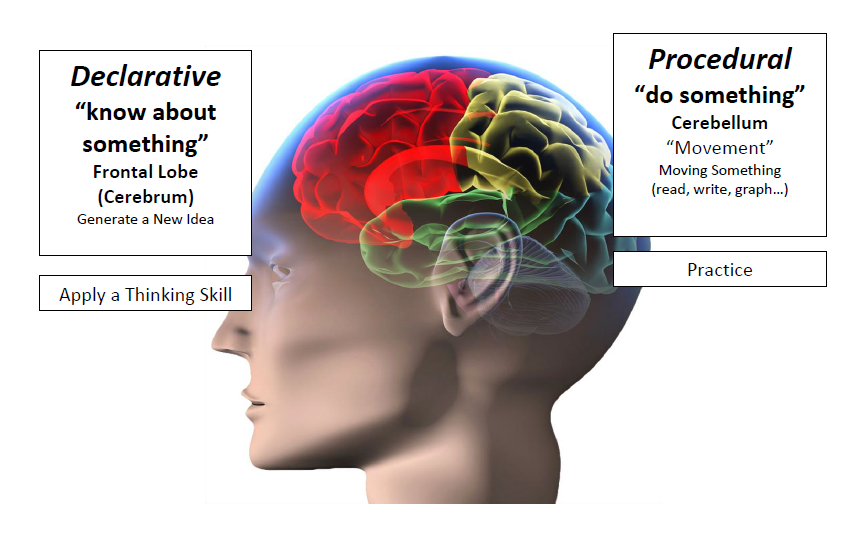 Declarative
“know about
something”
Frontal Lobe
(Cerebrum)
Generate a New Idea
Apply a Thinking Skill
Procedural
“do something”
Cerebellum
“Movement”
Moving Something
(read, write, graph…)
Practice